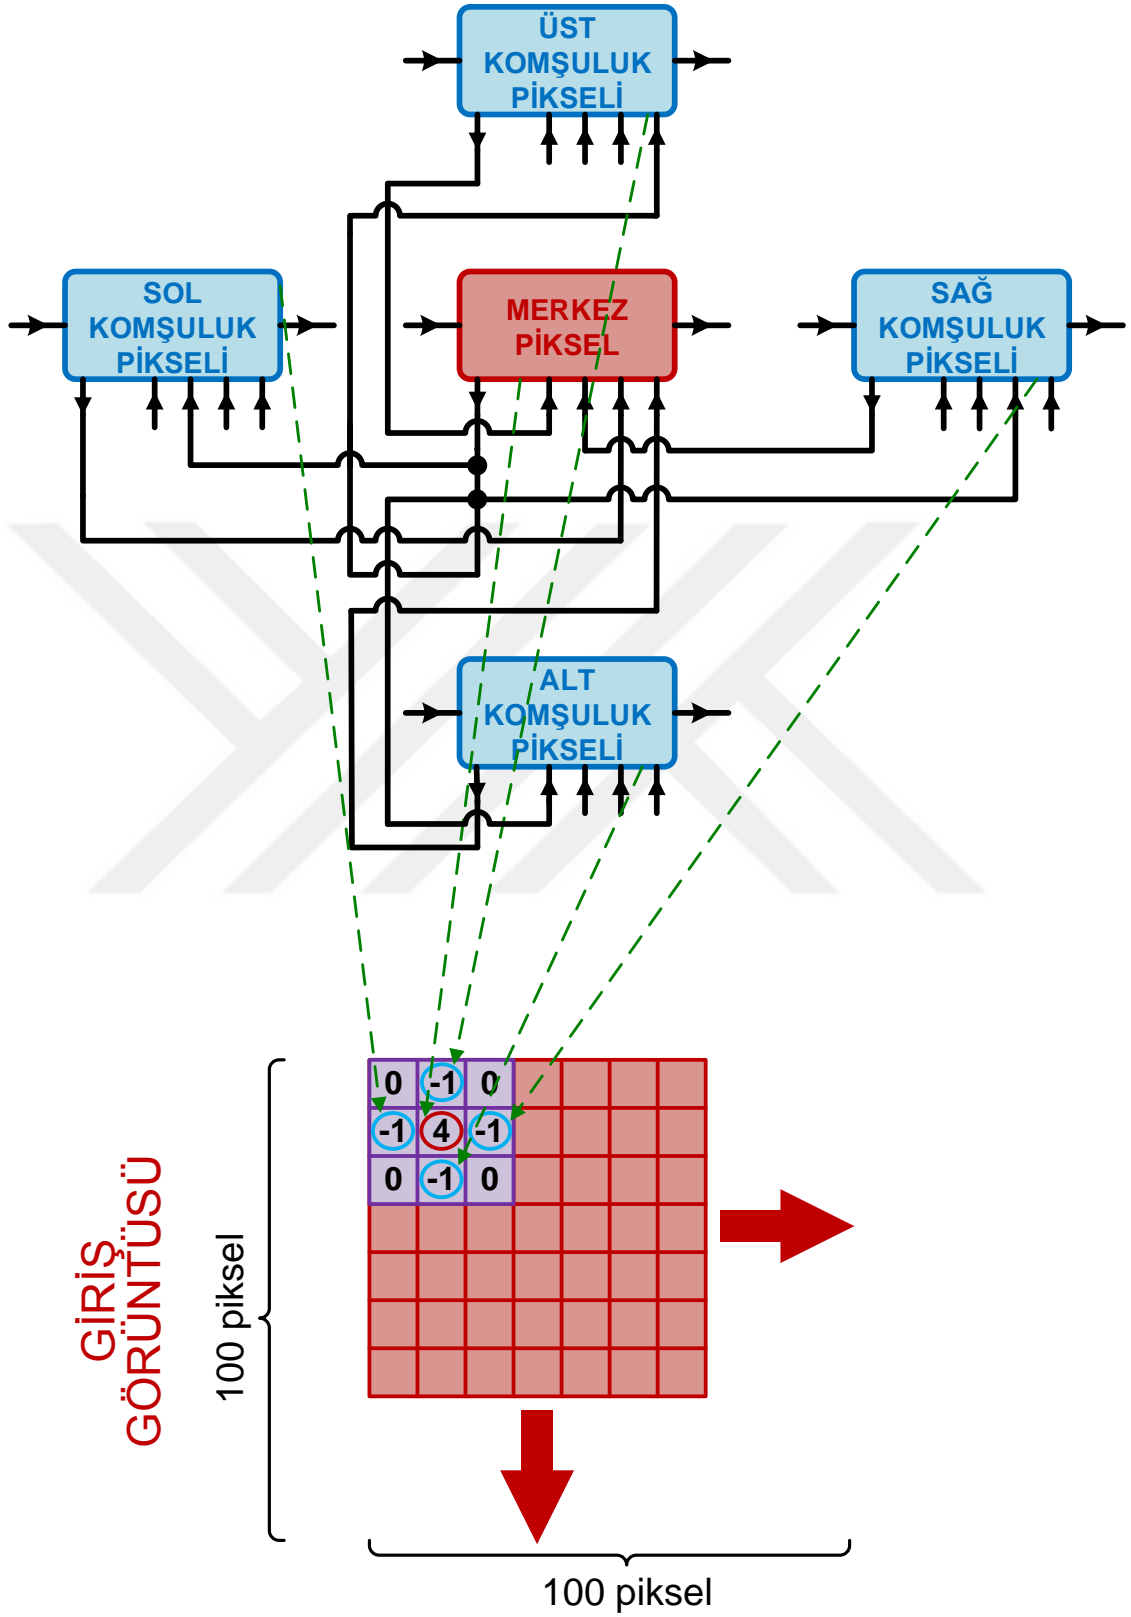 ÜST
KOMŞULUK
PİKSELİ
SOL
KOMŞULUK
PİKSELİ
MERKEZ
PİKSEL
SAĞ
KOMŞULUK
PİKSELİ
ALT
KOMŞULUK
PİKSELİ
0 -1 0
-1 4 -1
0 -1 0
GİRİŞ
GÖRÜNTÜSÜ
100 piksel
100 piksel